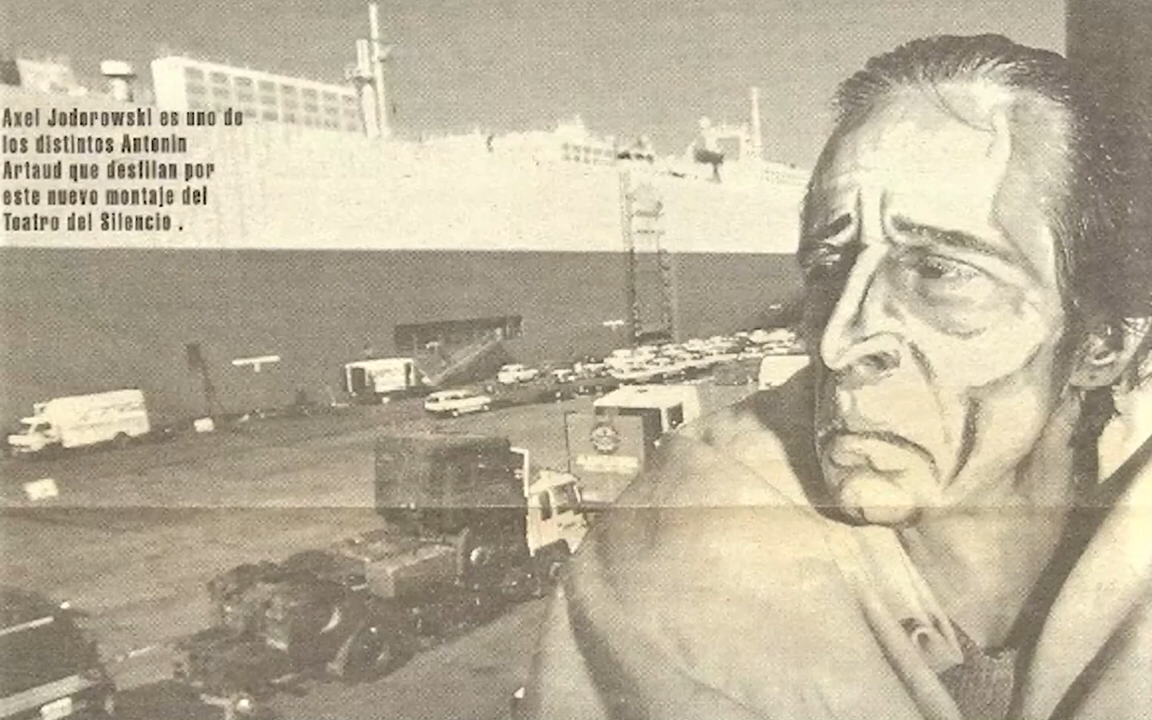 Axel Jodorowski es uno de
los distintos Antonin
Artaud que desfilan por
este nuevo montaje del
Teatro del Silencio .